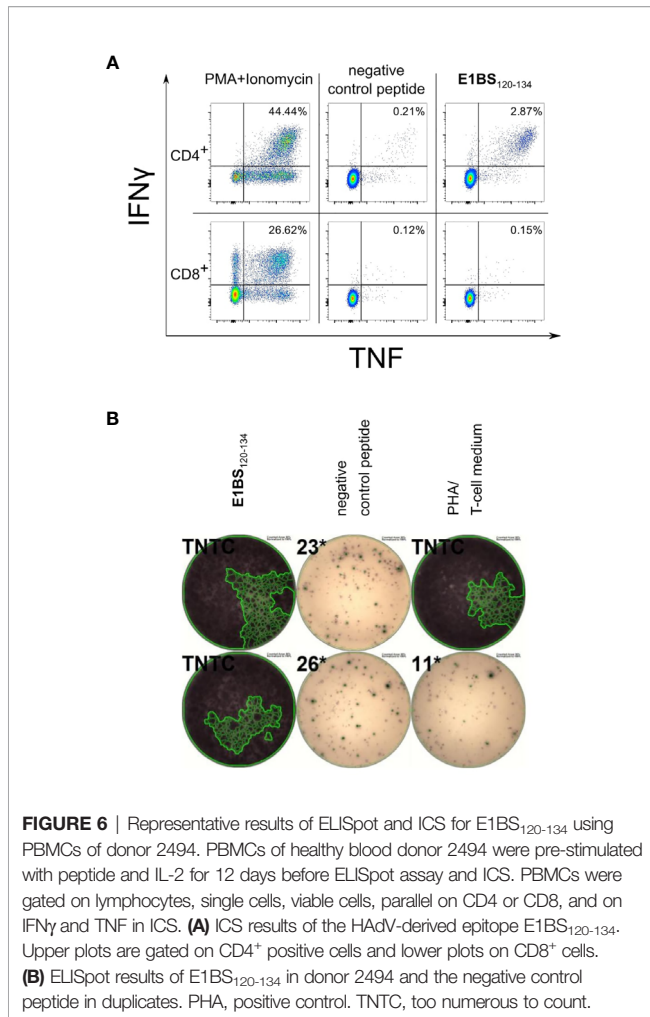 A
PMA+Ionomycin
negative
control peptide
E1BS120-134
IFNγ
CD4+
44.44%
0.21%
2.87%
CD8+
26.62%
0.12%
0.15%
TNF
B
E1BS120-134
negative
control peptide
PHA/
T-cell medium
TNTC
23*
TNTC
TNTC
26*
11*
FIGURE 6 | Representative results of ELISpot and ICS for E1BS120-134 using
PBMCs of donor 2494. PBMCs of healthy blood donor 2494 were pre-stimulated
with peptide and IL-2 for 12 days before ELISpot assay and ICS. PBMCs were
gated on lymphocytes, single cells, viable cells, parallel on CD4 or CD8, and on
IFNγ and TNF in ICS. (A) ICS results of the HAdV-derived epitope E1BS120-134.
Upper plots are gated on CD4+ positive cells and lower plots on CD8+ cells.
(B) ELISpot results of E1BS120-134 in donor 2494 and the negative control
peptide in duplicates. PHA, positive control. TNTC, too numerous to count.